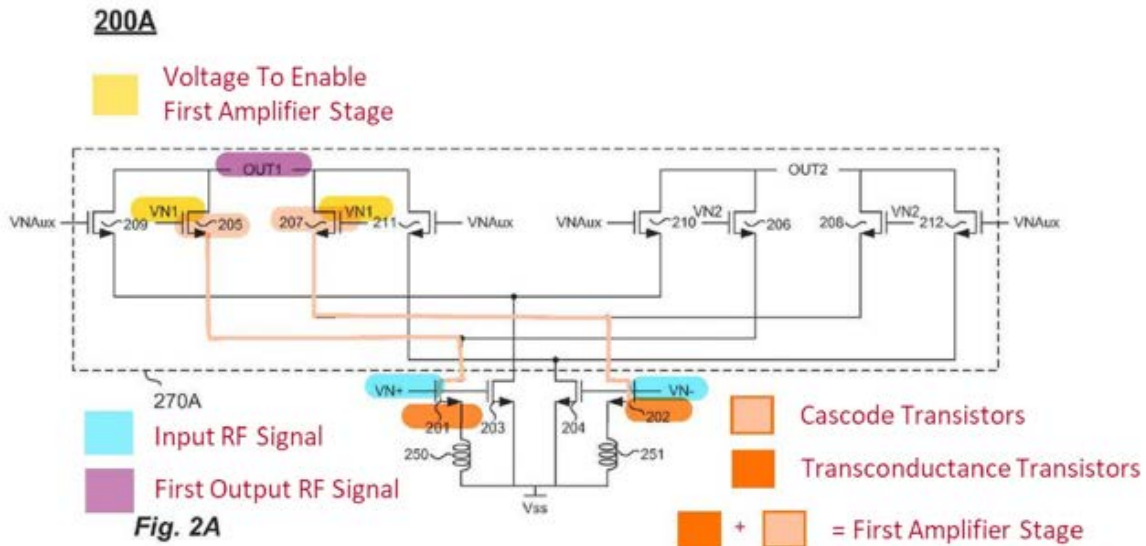 200A
Voltage To Enable
First Amplifier Stage
OUT1
OUT2
VNAux 209 VN1 205 207 VN1 211 VNAux VNAux 210 VN2 206 208 VN2 212 VNAux
270A
VN+ VN-
201 203 204 202
250 251
Vss
Input RF Signal
First Output RF Signal
Cascode Transistors
Transconductance Transistors
+ = First Amplifier Stage
Fig. 2A